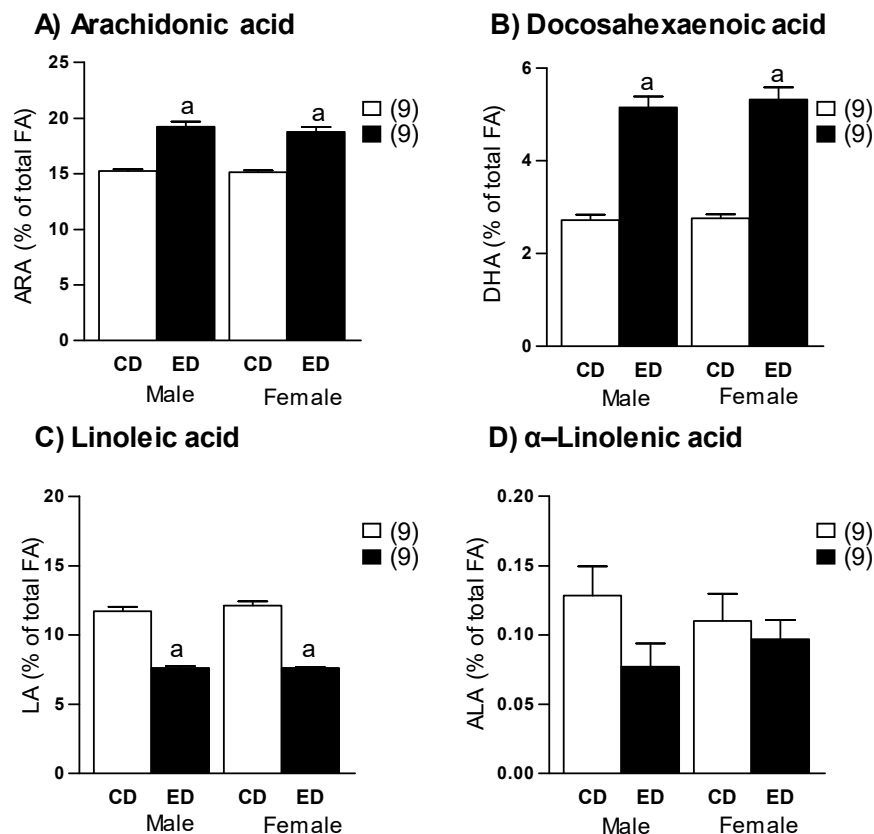 A) Arachidonic acid
ARA (% of total FA)
25
20
15
10
5
0
a
a
(9)
(9)
CD ED CD ED
Male Female
B) Docosahexaenoic acid
DHA (% of total FA)
6
4
2
0
a
a
(9)
(9)
CD ED CD ED
Male Female
C) Linoleic acid
LA (% of total FA)
20
15
10
5
0
a
a
(9)
(9)
CD ED CD ED
Male Female
D) α–Linolenic acid
ALA (% of total FA)
0.20
0.15
0.10
0.05
0.00
(9)
(9)
CD ED CD ED
Male Female